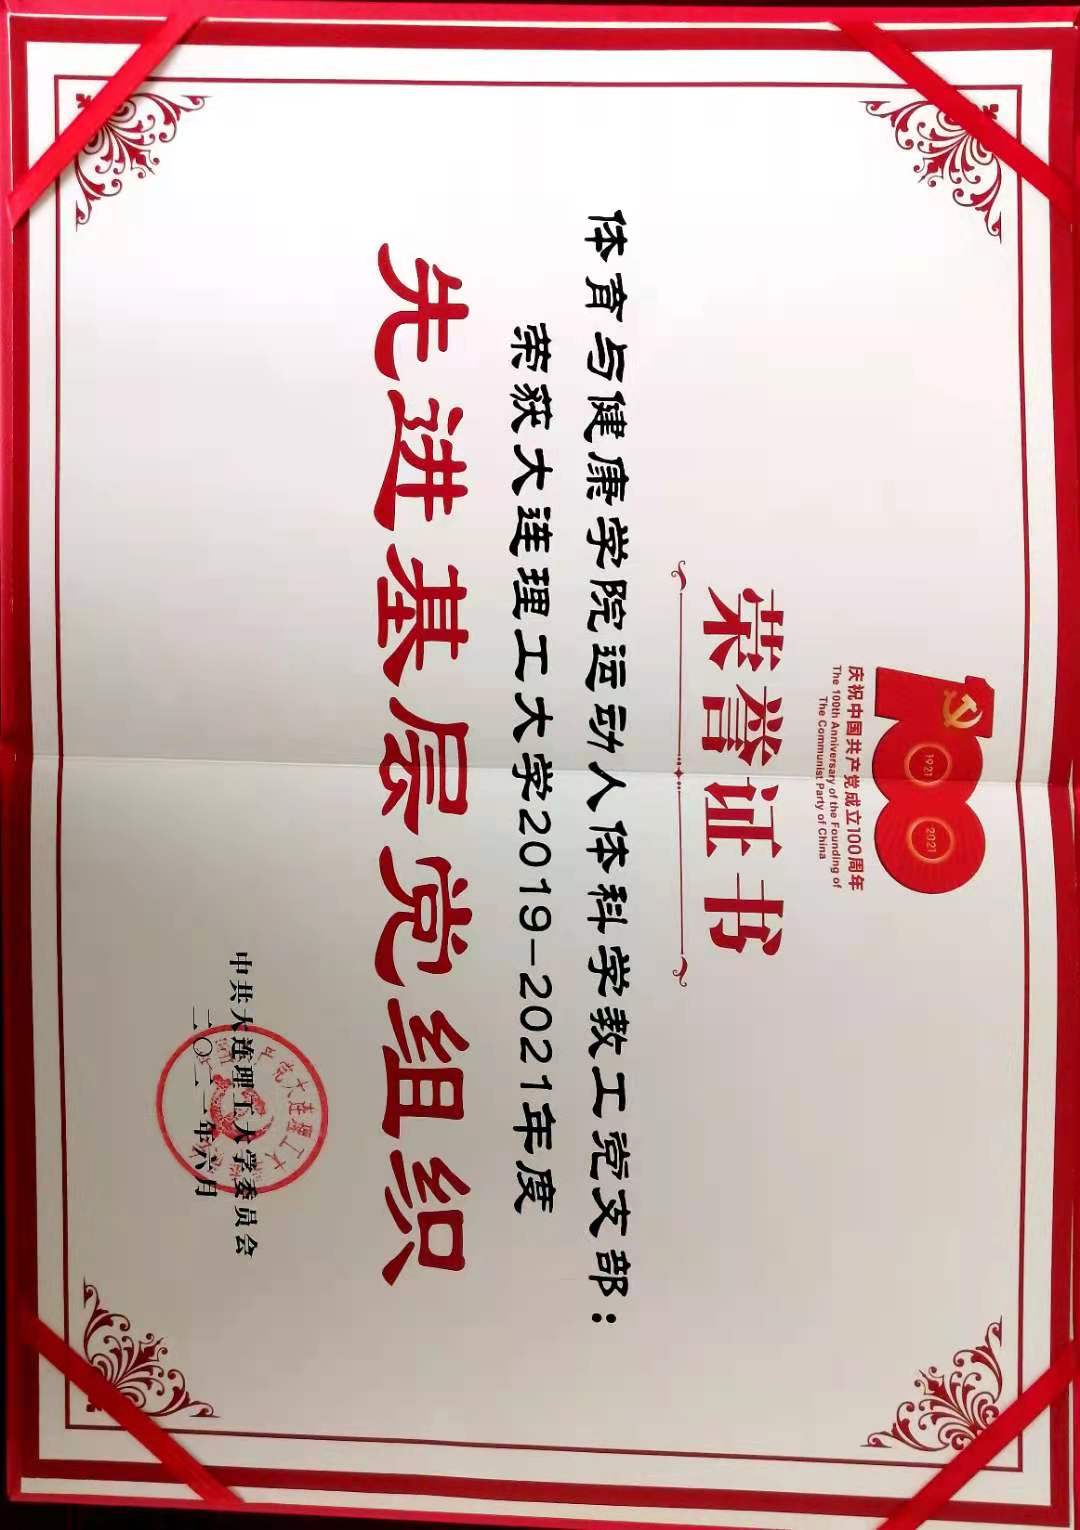 1921
2021
庆祝中国共产党成立100周年
The 100th Anniversary of the Founding of
The Communist Party of China
荣誉证书
体育与健康学院运动人体科学教工党支部：
荣获大连理工大学2019-2021年度
先进基层党组织
中共大连理工大学委员会
二〇二一年六月